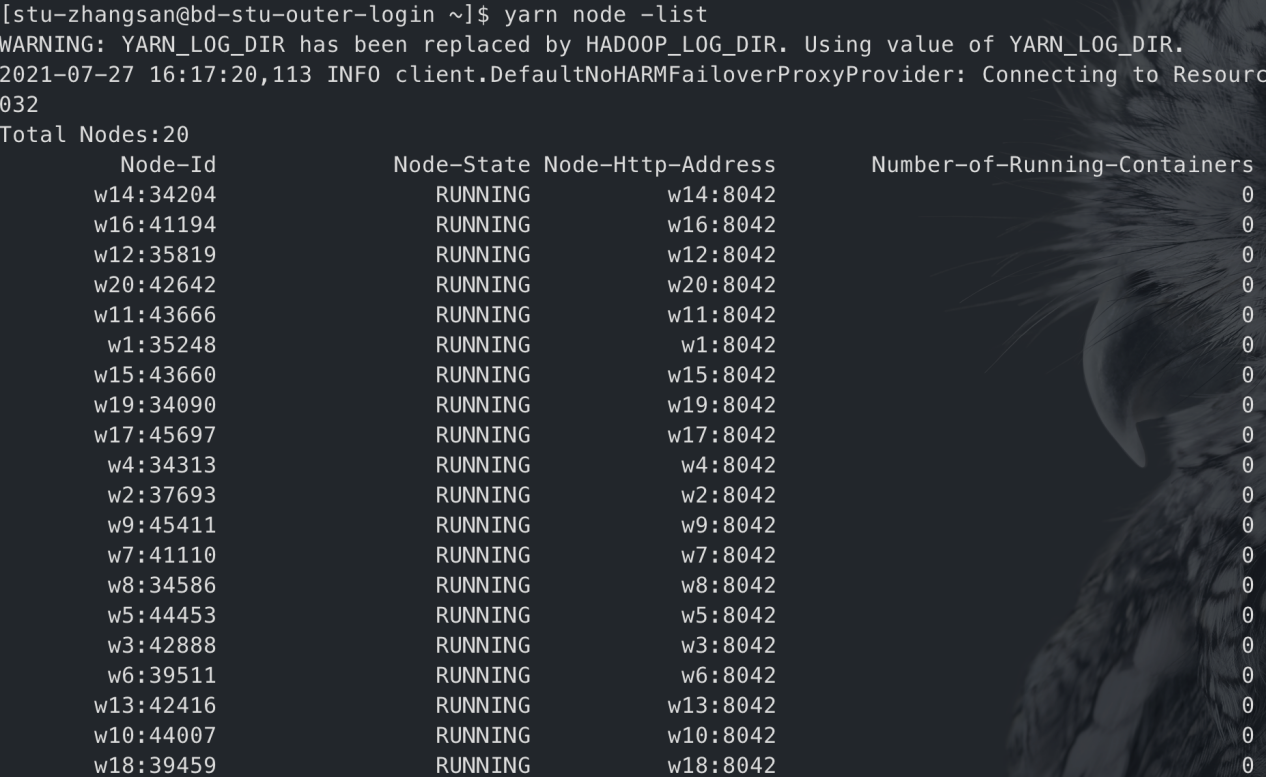 [stu-zhangsan@bd-stu-outer-login ~]$ yarn node -list
WARNING: YARN_LOG_DIR has been replaced by HADOOP_LOG_DIR. Using value of YARN_LOG_DIR.
2021-07-27 16:17:20,113 INFO client.DefaultNoHARMFailoverProxyProvider: Connecting to Resourc
032
Total Nodes:20
Node-Id Node-State Node-Http-Address Number-of-Running-Containers
w14:34204 RUNNING w14:8042 0
w16:41194 RUNNING w16:8042 0
w12:35819 RUNNING w12:8042 0
w20:42642 RUNNING w20:8042 0
w11:43666 RUNNING w11:8042 0
w1:35248 RUNNING w1:8042 0
w15:43660 RUNNING w15:8042 0
w19:34090 RUNNING w19:8042 0
w17:45697 RUNNING w17:8042 0
w4:34313 RUNNING w4:8042 0
w2:37693 RUNNING w2:8042 0
w9:45411 RUNNING w9:8042 0
w7:41110 RUNNING w7:8042 0
w8:34586 RUNNING w8:8042 0
w5:44453 RUNNING w5:8042 0
w3:42888 RUNNING w3:8042 0
w6:39511 RUNNING w6:8042 0
w13:42416 RUNNING w13:8042 0
w10:44007 RUNNING w10:8042 0
w18:39459 RUNNING w18:8042 0